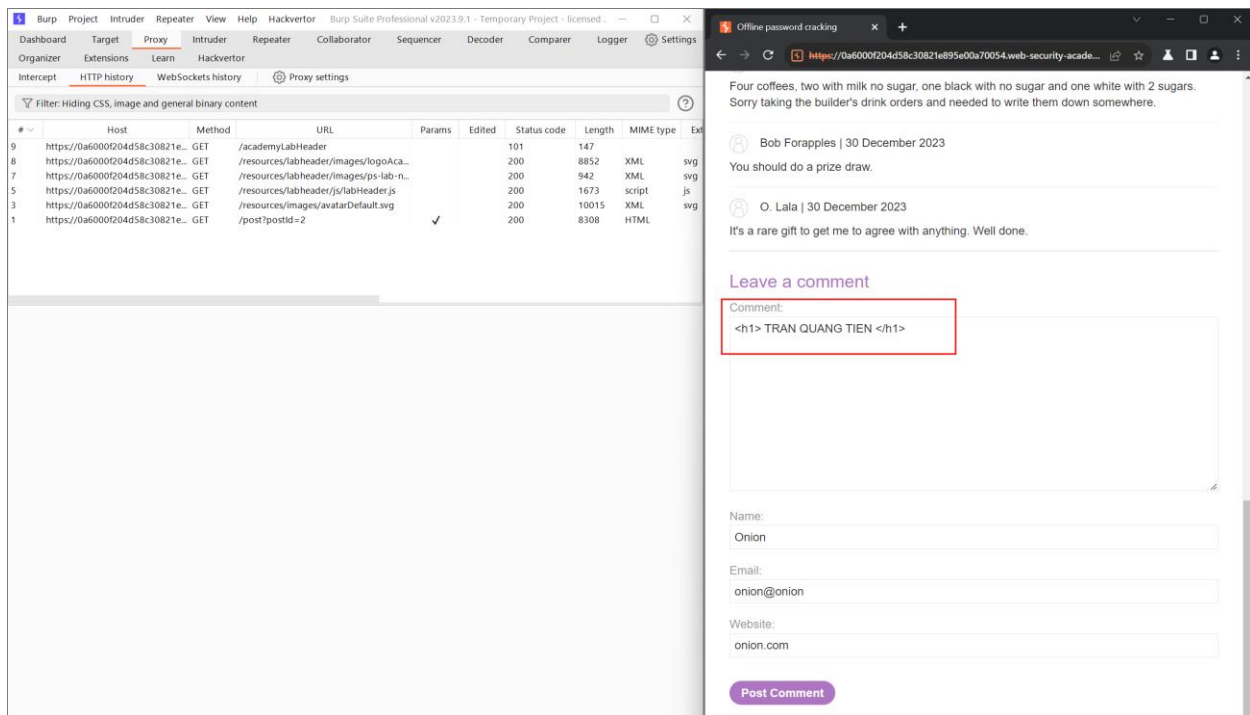 Burp Project Intruder Repeater View Help Hackvertor Burp Suite Professional v2023.9.1 - Temporary Project - licensed ..
Dashboard Target Proxy Intruder Repeater Collaborator Sequencer Decoder Comparer Logger Settings
Organizer Extensions Learn Hackvertor
Intercept HTTP history WebSockets history Proxy settings
Filter: Hiding CSS, image and general binary content
# Host Method URL Params Edited Status code Length MIME type Ext
9 https://0a6000f204d58c30821e... GET /academyLabHeader 101 147
8 https://0a6000f204d58c30821e... GET /resources/labheader/images/logoAca... 200 8852 XML svg
7 https://0a6000f204d58c30821e... GET /resources/labheader/images/ps-lab-n... 200 942 XML svg
5 https://0a6000f204d58c30821e... GET /resources/labheader/js/labHeader.js 200 1673 script js
3 https://0a6000f204d58c30821e... GET /resources/images/avatarDefault.svg 200 10015 XML svg
1 https://0a6000f204d58c30821e... GET /post?postId=2 ✓ 200 8308 HTML
Offline password cracking
https://0a6000f204d58c30821e895e00a70054.web-security-acade...
Four coffees, two with milk no sugar, one black with no sugar and one white with 2 sugars.
Sorry taking the builder's drink orders and needed to write them down somewhere.
Bob Forapples | 30 December 2023
You should do a prize draw.
O. Lala | 30 December 2023
It's a rare gift to get me to agree with anything. Well done.
Leave a comment
Comment:
<h1> TRAN QUANG TIEN </h1>
Name:
Onion
Email:
onion@onion
Website:
onion.com
Post Comment